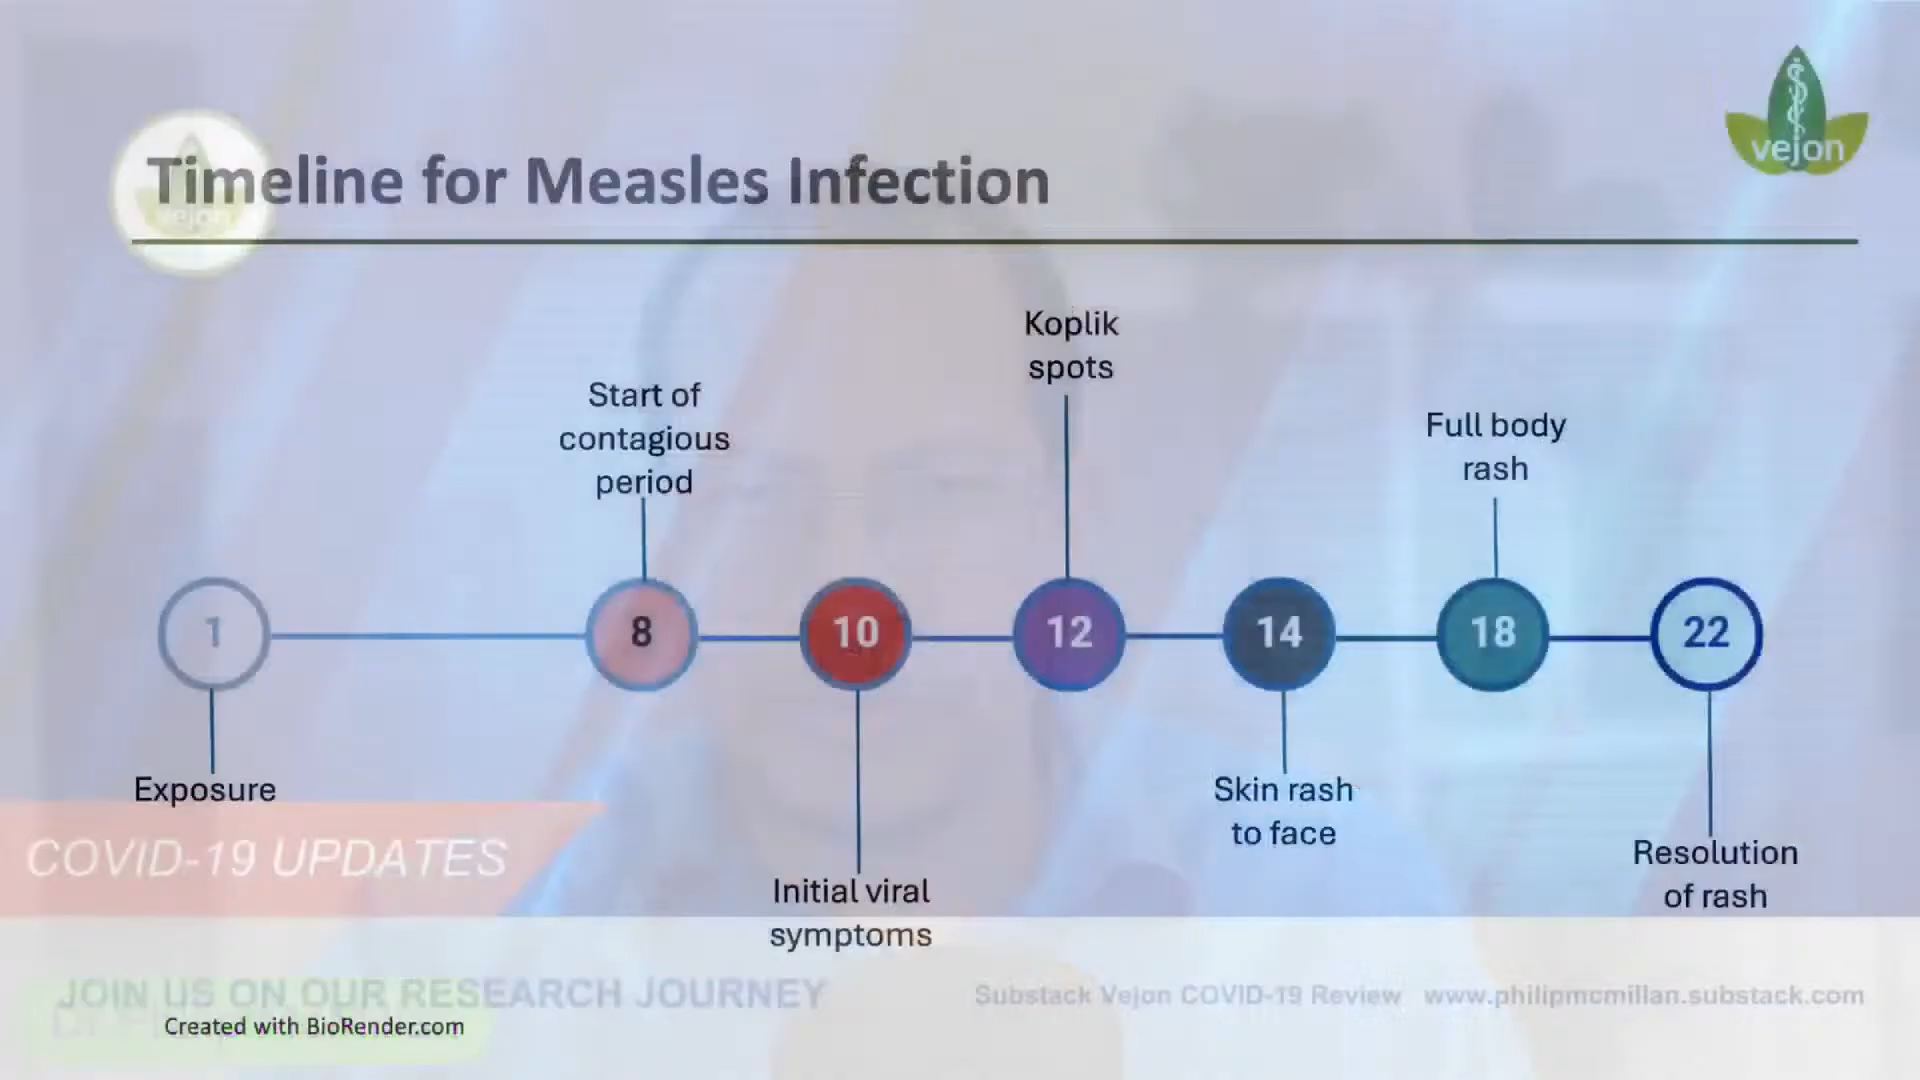 vejon
Timeline for Measles Infection
vejon
Koplik
spots
Start of
contagious
period
Full body
rash
1
8
10
12
14
18
22
Exposure
Skin rash
to face
Initial viral
symptoms
Resolution
of rash
COVID-19 UPDATES
JOIN US ON OUR RESEARCH JOURNEY
Substack Vejon COVID-19 Review www.philipmcmillan.substack.com
Created with BioRender.com